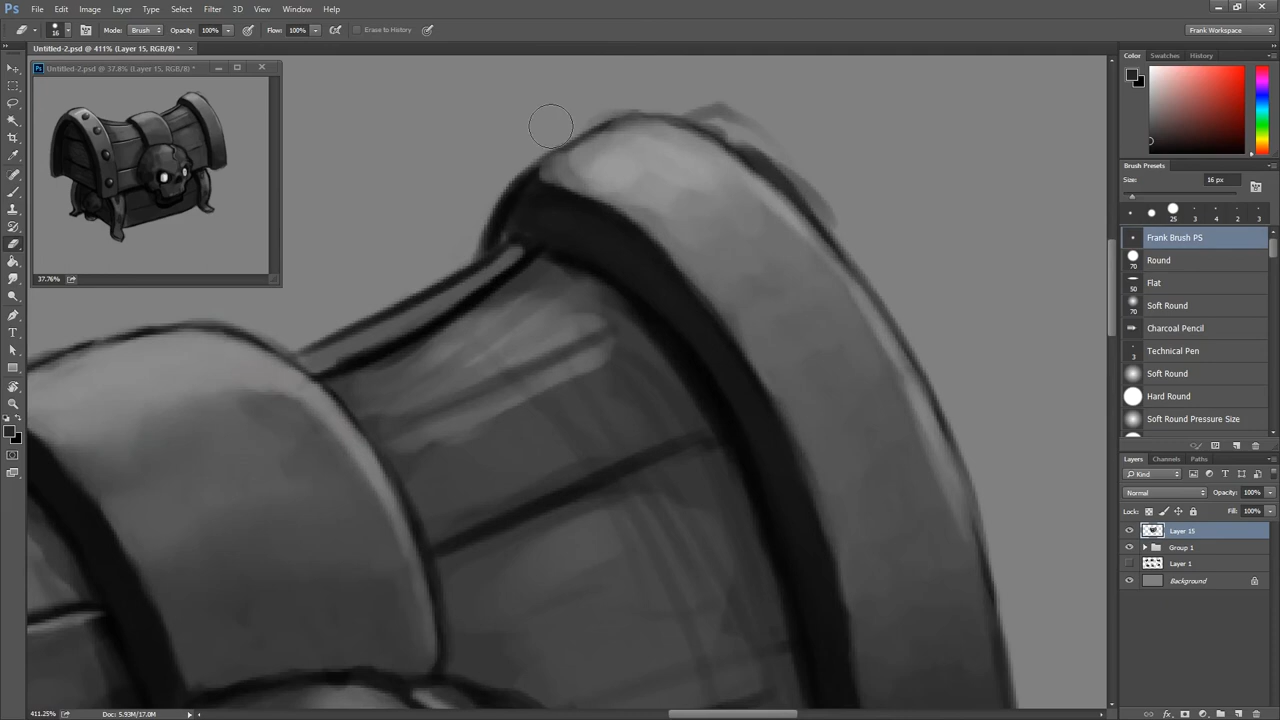 Ps File Edit Image Layer Type Select Filter 3D View Window Help
16 Mode: Brush Opacity: 100% Flow: 100% Erase to History Frank Workspace
Untitled-2.psd @ 411% (Layer 15, RGB/8) *
Untitled-2.psd @ 37.8% (Layer 15, RGB/8) *
37.76%
Color Swatches History
Brush Presets
Size: 16 px
25 3 4 2 3
Frank Brush PS
70 Round
50 Flat
70 Soft Round
Charcoal Pencil
3 Technical Pen
Soft Round
Hard Round
Soft Round Pressure Size
Layers Channels Paths
Kind
Normal Opacity: 100%
Lock: Fill: 100%
Layer 15
Group 1
Layer 1
Background
411.25% Doc: 5.93M/17.0M
fx